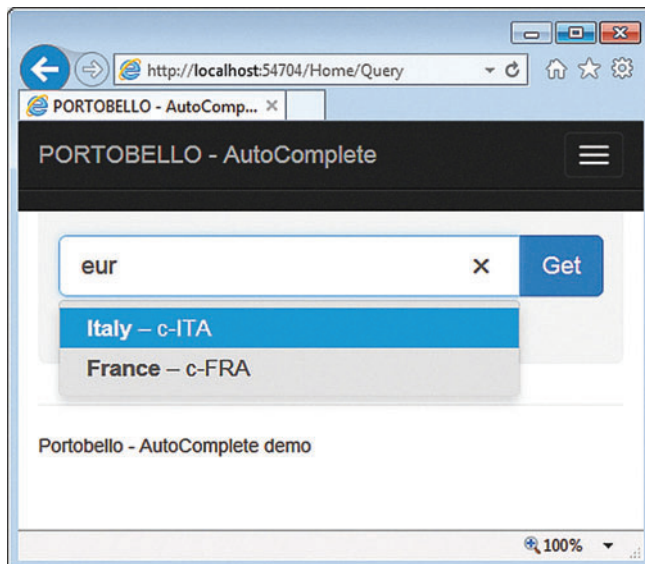 http://localhost:54704/Home/Query
PORTOBELLO - AutoComp...
PORTOBELLO - AutoComplete
eur
Get
Italy – c-ITA
France – c-FRA
Portobello - AutoComplete demo
100%